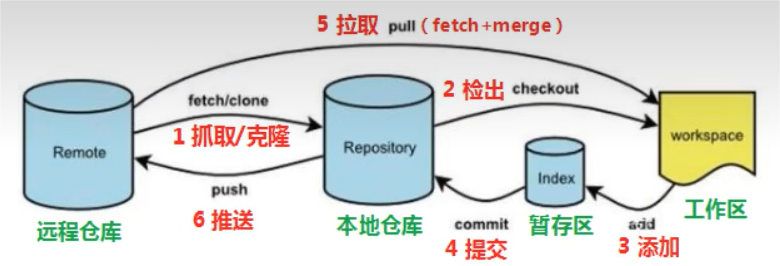 5 拉取 pull（fetch+merge）
fetch/clone
1 抓取/克隆
2 检出 checkout
Remote
Repository
workspace
push
6 推送
Index
远程仓库
本地仓库
commit
4 提交
暂存区
add
3 添加
工作区